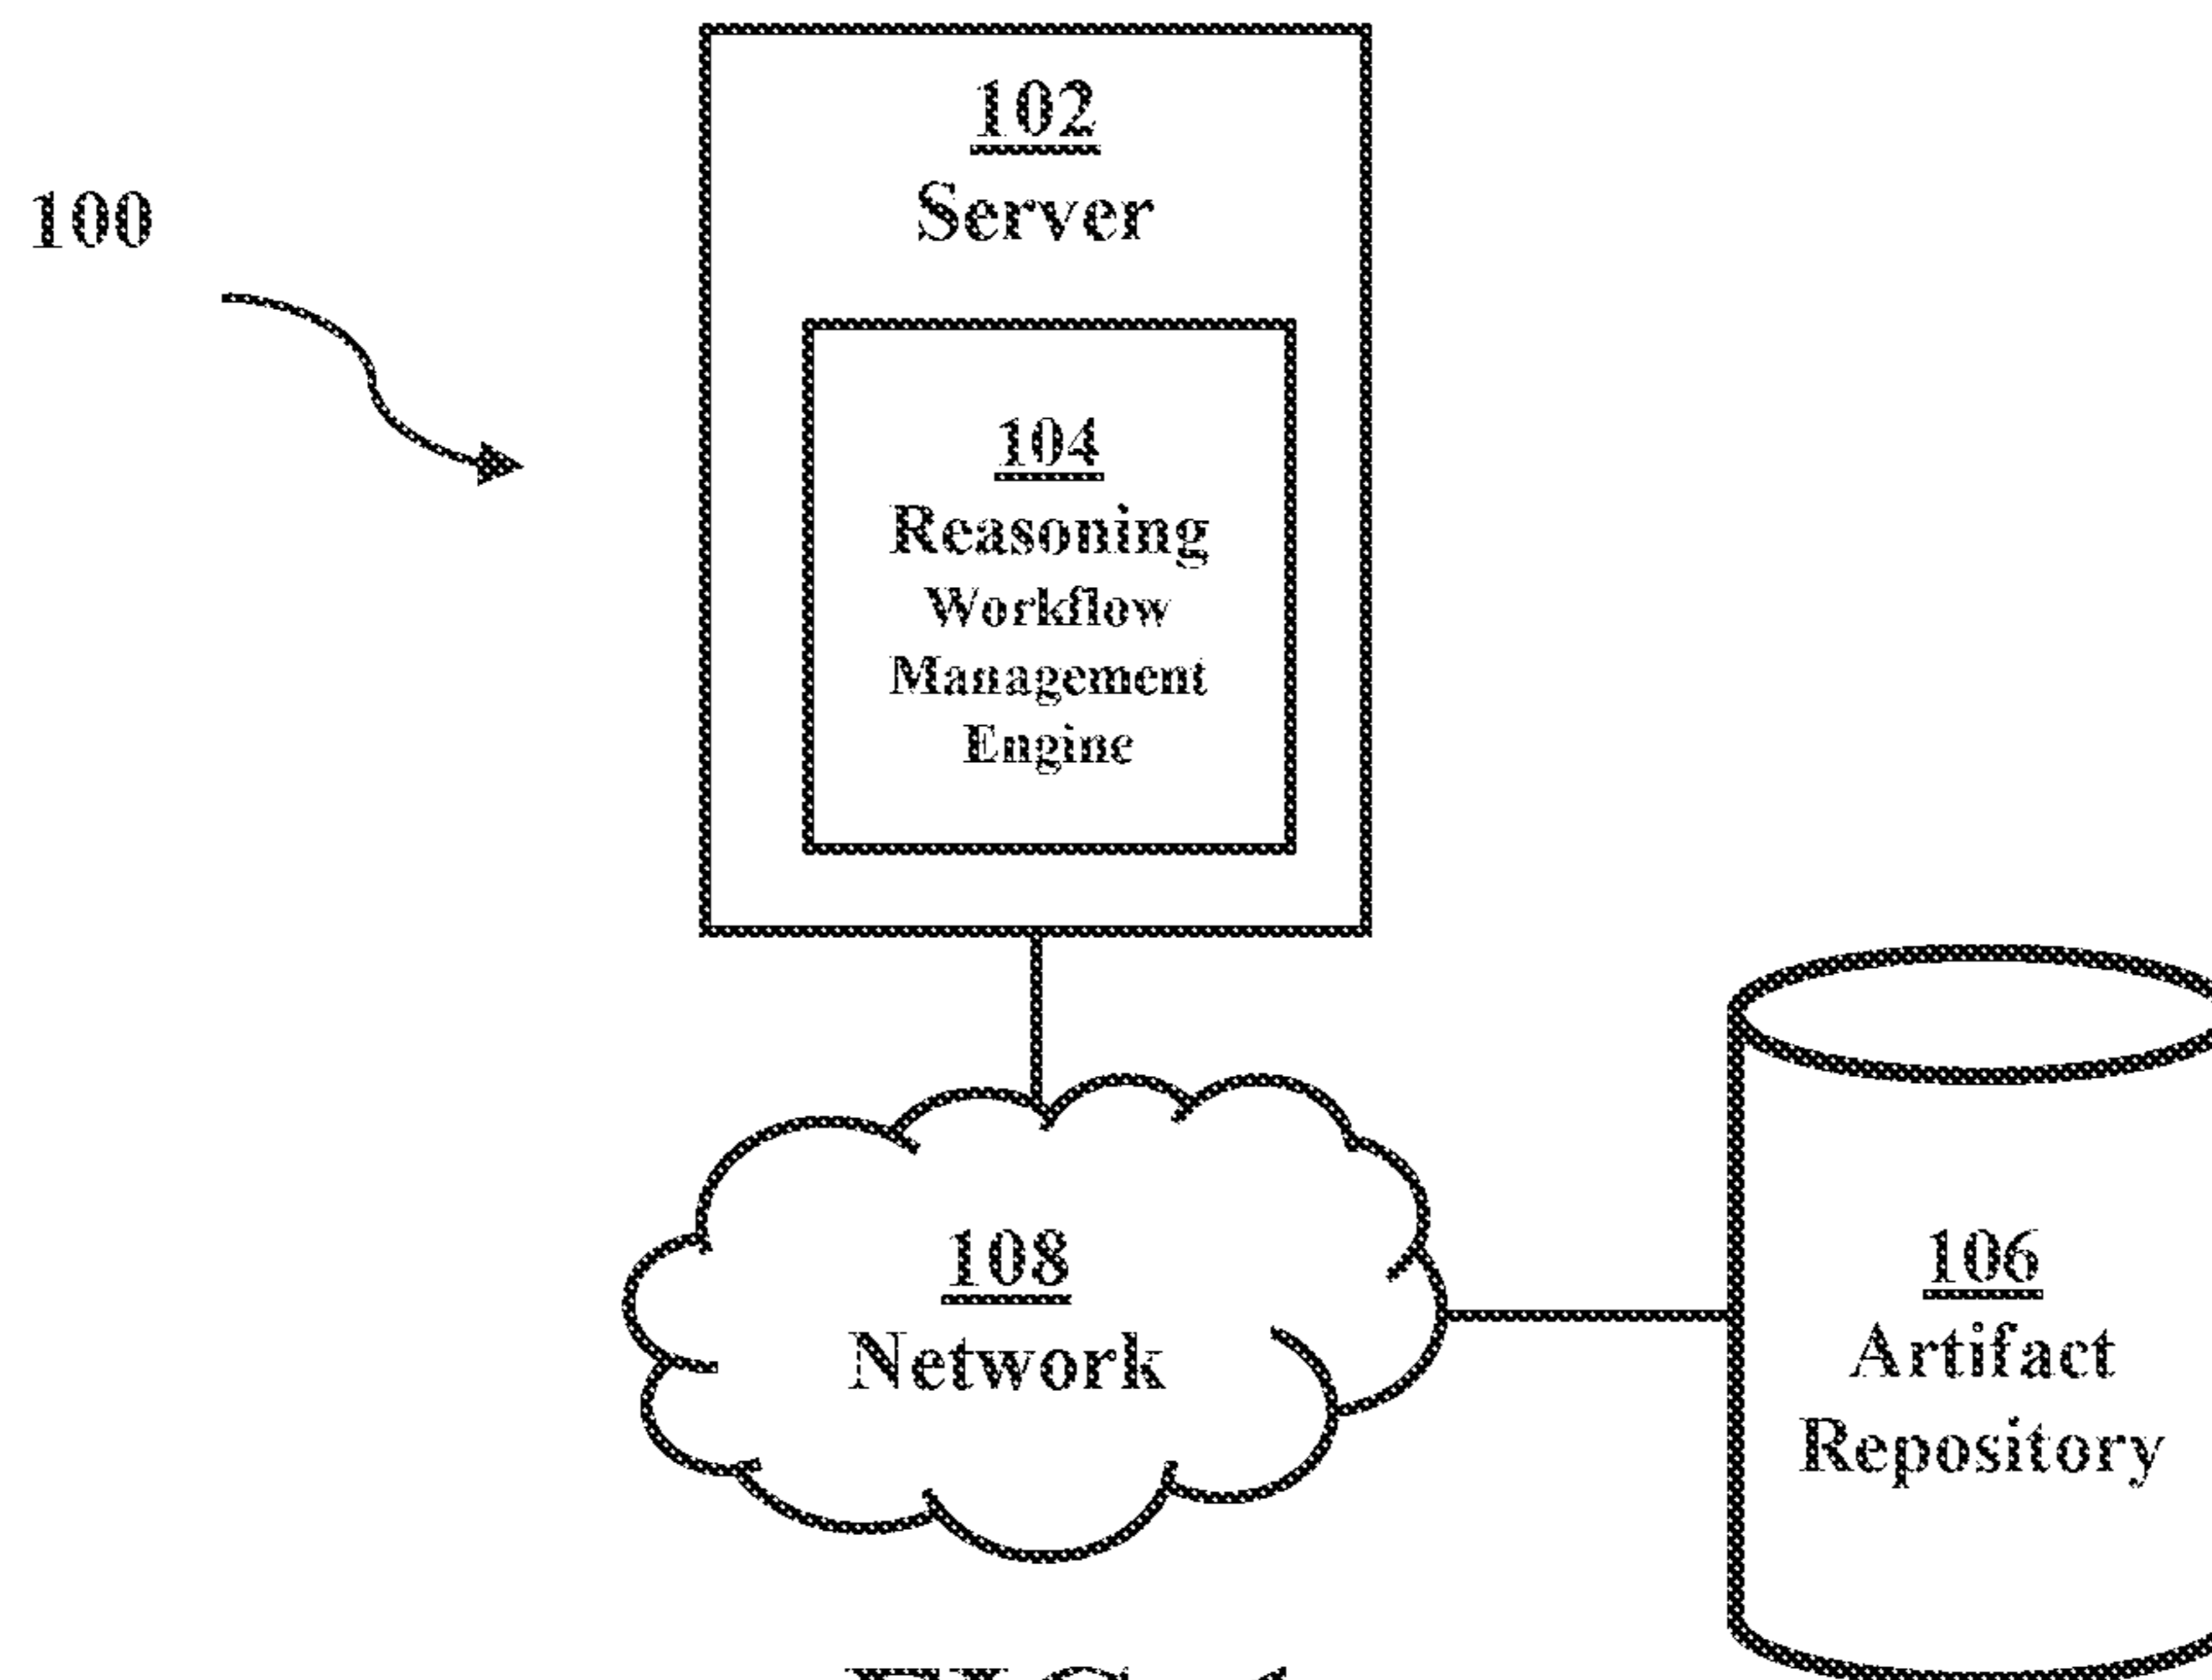 100
102
Server
104
Reasoning
Workflow
Management
Engine
108
Network
106
Artifact
Repository